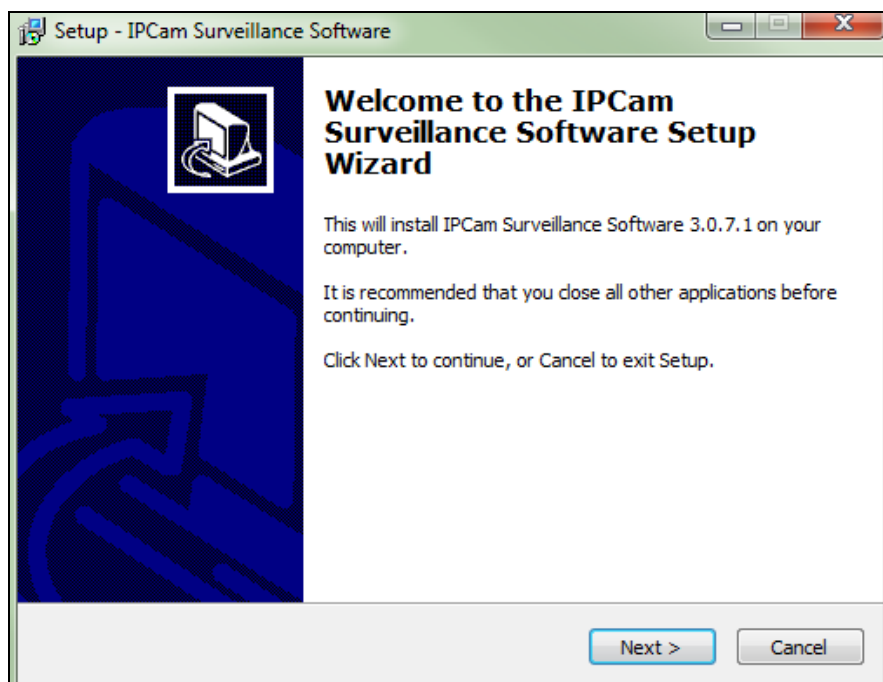 Setup - IPCam Surveillance Software
Welcome to the IPCam
Surveillance Software Setup
Wizard
This will install IPCam Surveillance Software 3.0.7.1 on your
computer.
It is recommended that you close all other applications before
continuing.
Click Next to continue, or Cancel to exit Setup.
Next >
Cancel